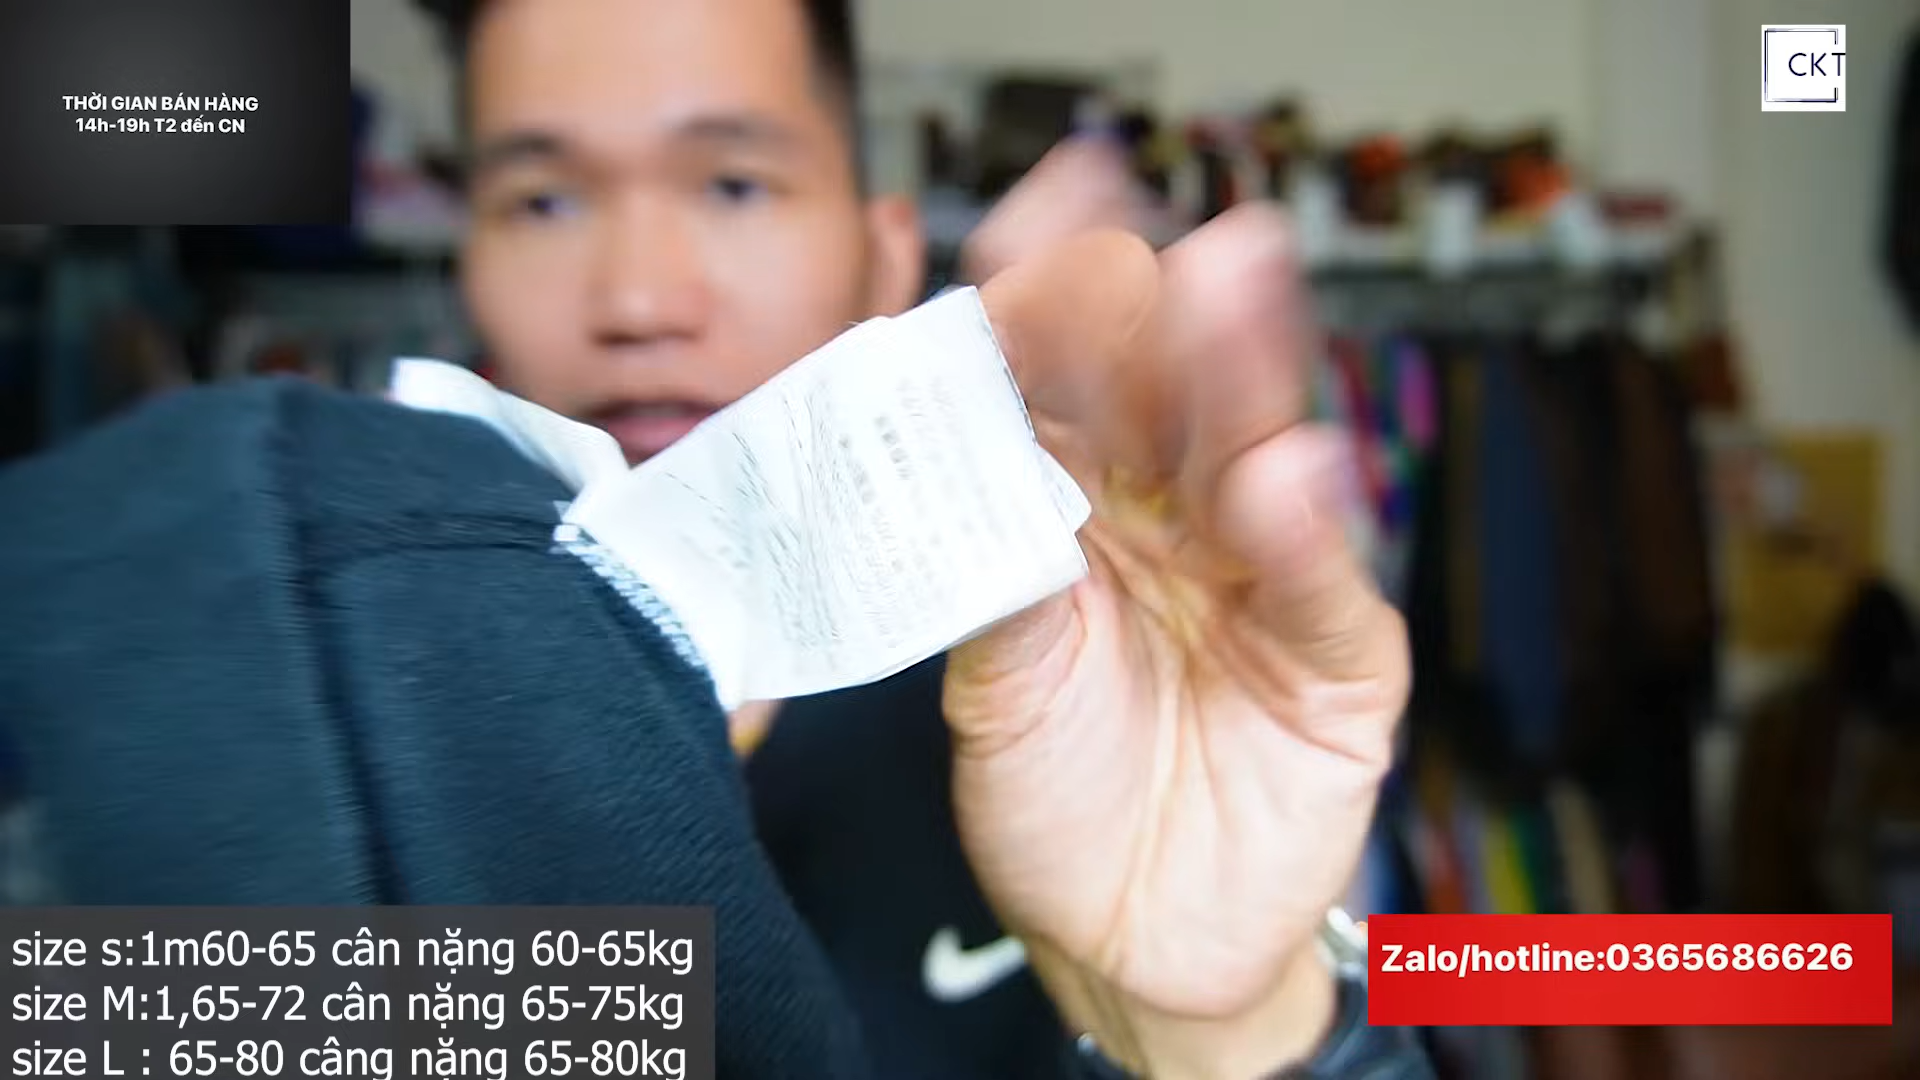 THỜI GIAN BÁN HÀNG
14h-19h T2 đến CN
CKT
size s:1m60-65 cân nặng 60-65kg
size M:1,65-72 cân nặng 65-75kg
size L : 65-80 câng nặng 65-80kg
Zalo/hotline:0365686626